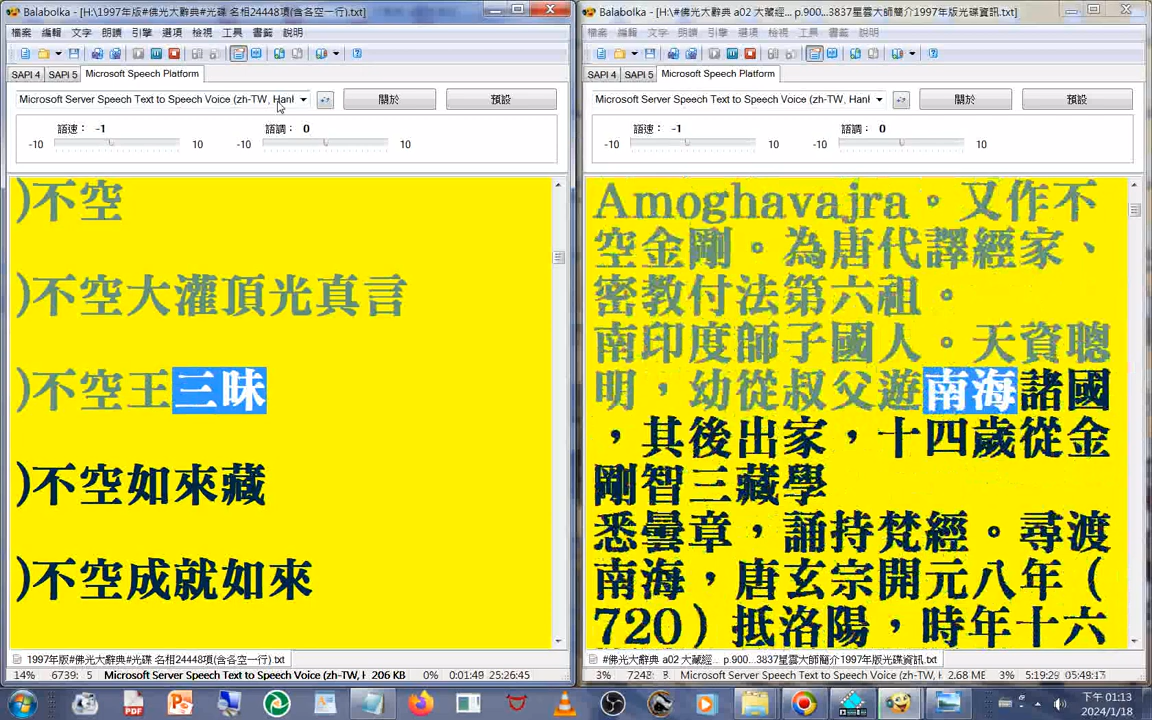 Balabolka - [H:\1997年版#佛光大辭典#光碟 名相24448項(含各空一行).txt]
檔案 編輯 文字 朗讀 引擎 選項 檢視 工具 書籤 說明
SAPI 4 SAPI 5 Microsoft Speech Platform
Microsoft Server Speech Text to Speech Voice (zh-TW, Hanl
關於 預設
語速： -1 語調： 0
-10 10 -10 10
)不空
)不空大灌頂光真言
)不空王三昧
)不空如來藏
)不空成就如來
1997年版#佛光大辭典#光碟 名相24448項(含各空一行).txt
14% 6739: 5 Microsoft Server Speech Text to Speech Voice (zh-TW, H 206 KB 0% 0:01:49 25:26:45
Balabolka - [H:\#佛光大辭典 a02 大藏經... p.900...3837星雲大師簡介1997年版光碟資訊.txt]
檔案 編輯 文字 朗讀 引擎 選項 檢視 工具 書籤 說明
SAPI 4 SAPI 5 Microsoft Speech Platform
Microsoft Server Speech Text to Speech Voice (zh-TW, Hanl
關於 預設
語速： -1 語調： 0
-10 10 -10 10
Amoghavajra。又作不
空金剛。為唐代譯經家、
密教付法第六祖。
南印度師子國人。天資聰
明，幼從叔父遊南海諸國
，其後出家，十四歲從金
剛智三藏學
悉曇章，誦持梵經。尋渡
南海，唐玄宗開元八年（
720）抵洛陽，時年十六
#佛光大辭典 a02 大藏經... p.900...3837星雲大師簡介1997年版光碟資訊.txt
3% Microsoft Server Speech Text to Speech Voice 2.68 ME 3%
下午 01:13
2024/1/18